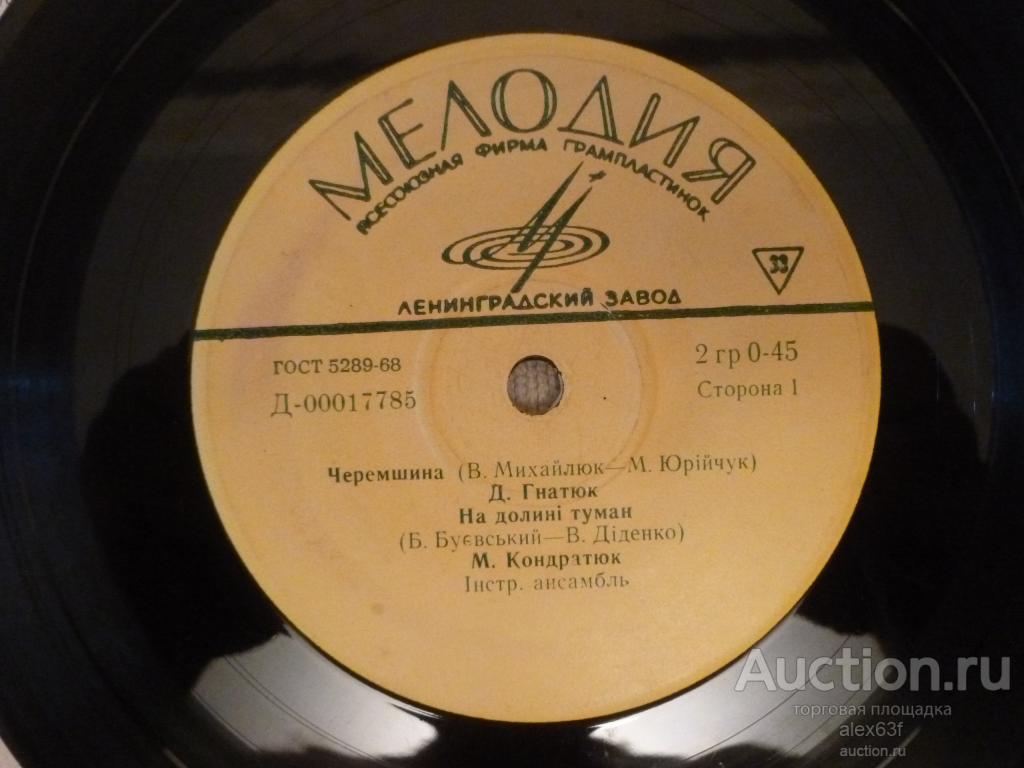 МЕЛОДИЯ
ВСЕСОЮЗНАЯ ФИРМА ГРАМПЛАСТИНОК
33
ЛЕНИНГРАДСКИЙ ЗАВОД
ГОСТ 5289-68
2 гр 0-45
Д-00017785
Сторона 1
Черемшина (В. Михайлюк—М. Юрійчук)
Д. Гнатюк
На долині туман
(Б. Буєвський—В. Діденко)
М. Кондратюк
Інстр. ансамбль
Auction.ru
торговая площадка
alex63f
auction.ru